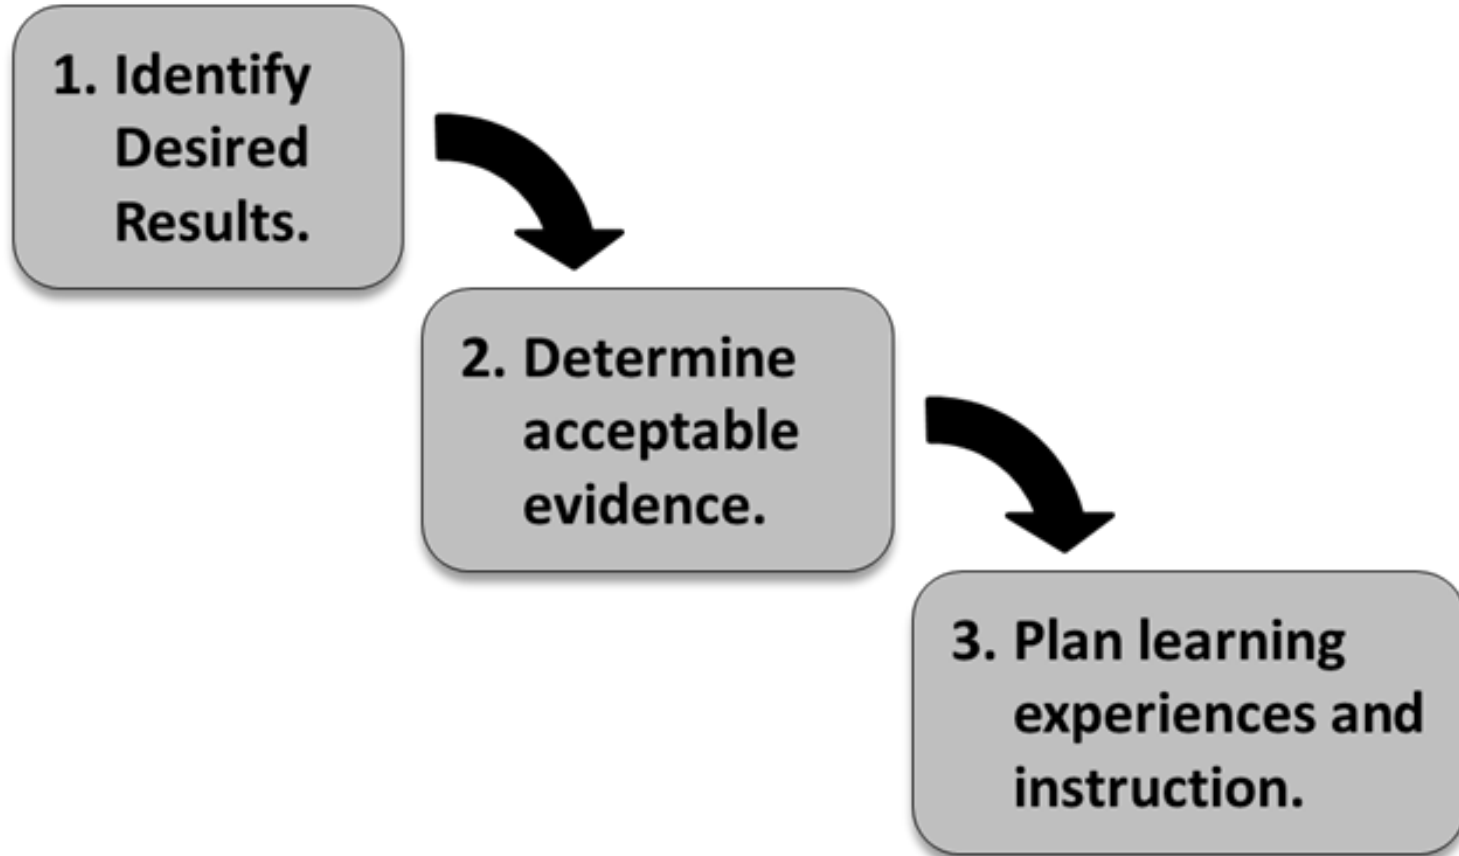 1. Identify
Desired
Results.
2. Determine
acceptable
evidence.
3. Plan learning
experiences and
instruction.